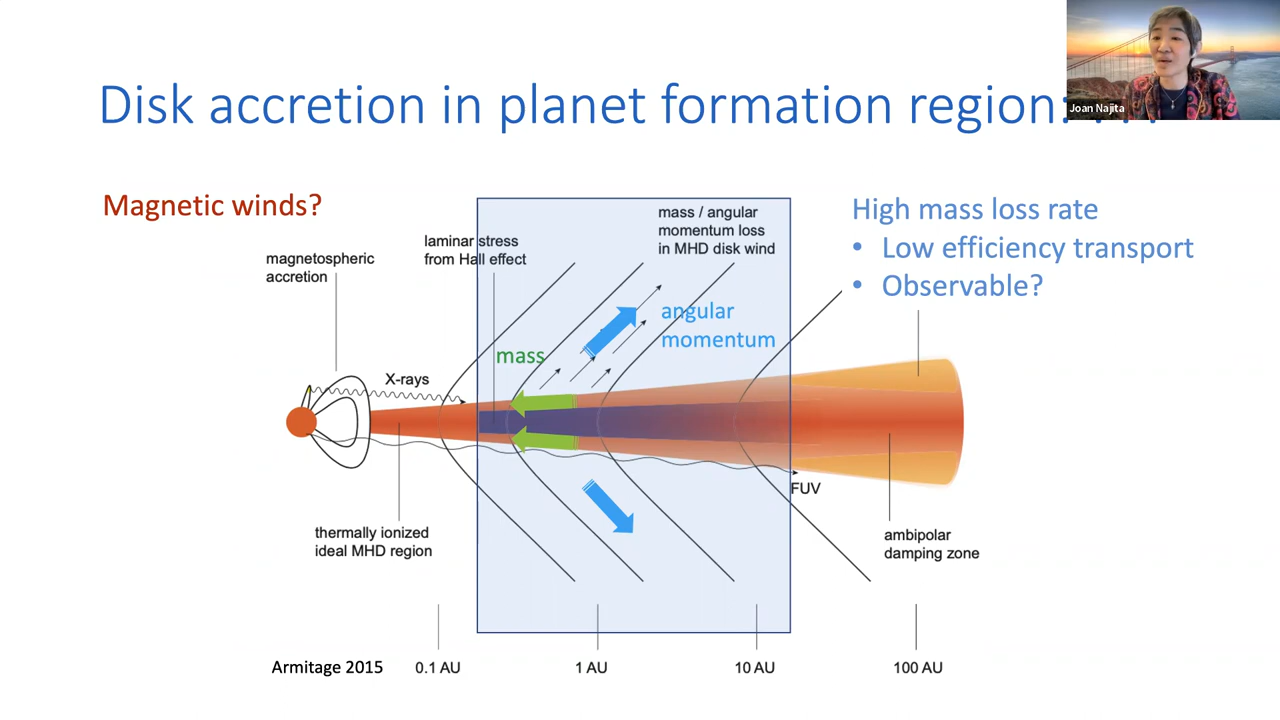 Disk accretion in planet formation region:
Joan Najita
Magnetic winds?
High mass loss rate
• Low efficiency transport
• Observable?
magnetospheric
accretion
laminar stress
from Hall effect
mass / angular
momentum loss
in MHD disk wind
angular
momentum
mass
X-rays
FUV
thermally ionized
ideal MHD region
ambipolar
damping zone
Armitage 2015
0.1 AU
1 AU
10 AU
100 AU